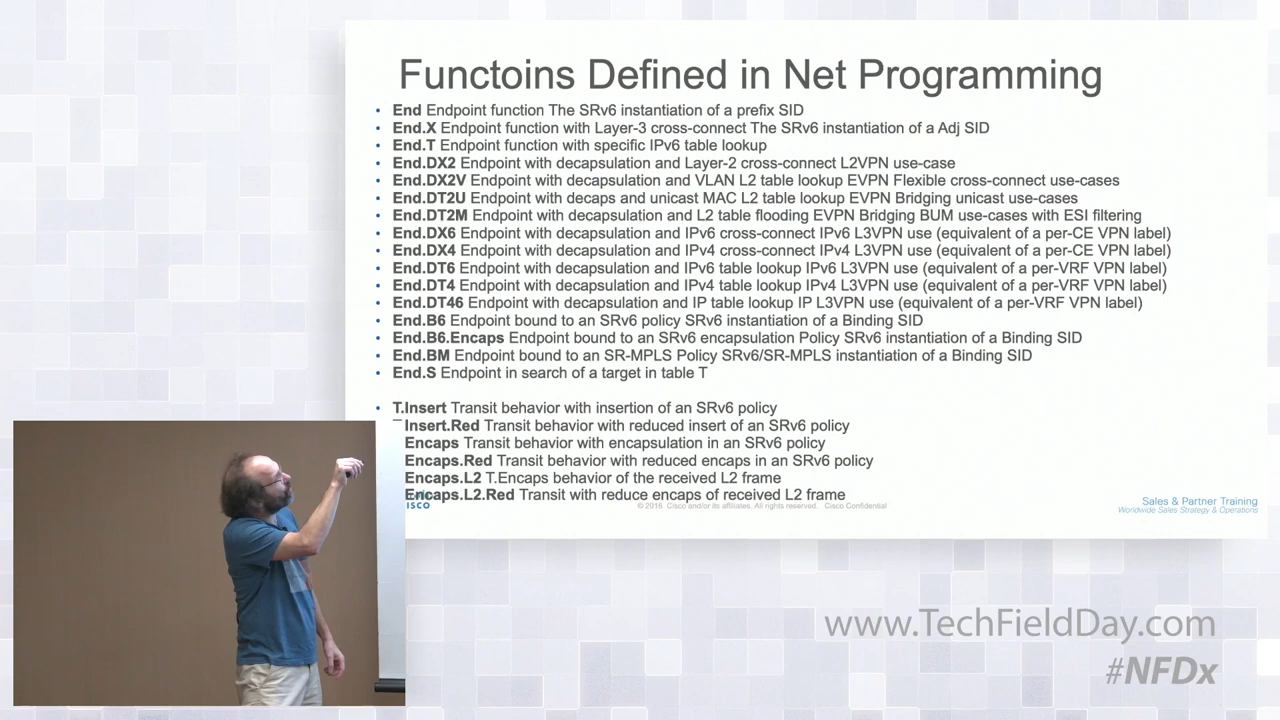 Functoins Defined in Net Programming
• End Endpoint function The SRv6 instantiation of a prefix SID
• End.X Endpoint function with Layer-3 cross-connect The SRv6 instantiation of a Adj SID
• End.T Endpoint function with specific IPv6 table lookup
• End.DX2 Endpoint with decapsulation and Layer-2 cross-connect L2VPN use-case
• End.DX2V Endpoint with decapsulation and VLAN L2 table lookup EVPN Flexible cross-connect use-cases
• End.DT2U Endpoint with decaps and unicast MAC L2 table lookup EVPN Bridging unicast use-cases
• End.DT2M Endpoint with decapsulation and L2 table flooding EVPN Bridging BUM use-cases with ESI filtering
• End.DX6 Endpoint with decapsulation and IPv6 cross-connect IPv6 L3VPN use (equivalent of a per-CE VPN label)
• End.DX4 Endpoint with decapsulation and IPv4 cross-connect IPv4 L3VPN use (equivalent of a per-CE VPN label)
• End.DT6 Endpoint with decapsulation and IPv6 table lookup IPv6 L3VPN use (equivalent of a per-VRF VPN label)
• End.DT4 Endpoint with decapsulation and IPv4 table lookup IPv4 L3VPN use (equivalent of a per-VRF VPN label)
• End.DT46 Endpoint with decapsulation and IP table lookup IP L3VPN use (equivalent of a per-VRF VPN label)
• End.B6 Endpoint bound to an SRv6 policy SRv6 instantiation of a Binding SID
• End.B6.Encaps Endpoint bound to an SRv6 encapsulation Policy SRv6 instantiation of a Binding SID
• End.BM Endpoint bound to an SR-MPLS Policy SRv6/SR-MPLS instantiation of a Binding SID
• End.S Endpoint in search of a target in table T
• T.Insert Transit behavior with insertion of an SRv6 policy
Insert.Red Transit behavior with reduced insert of an SRv6 policy
Encaps Transit behavior with encapsulation in an SRv6 policy
Encaps.Red Transit behavior with reduced encaps in an SRv6 policy
Encaps.L2 T.Encaps behavior of the received L2 frame
Encaps.L2.Red Transit with reduce encaps of received L2 frame
ISCO
© 2016 Cisco and/or its affiliates. All rights reserved. Cisco Confidential
Sales & Partner Training
Worldwide Sales Strategy & Operations
www.TechFieldDay.com
#NFDx